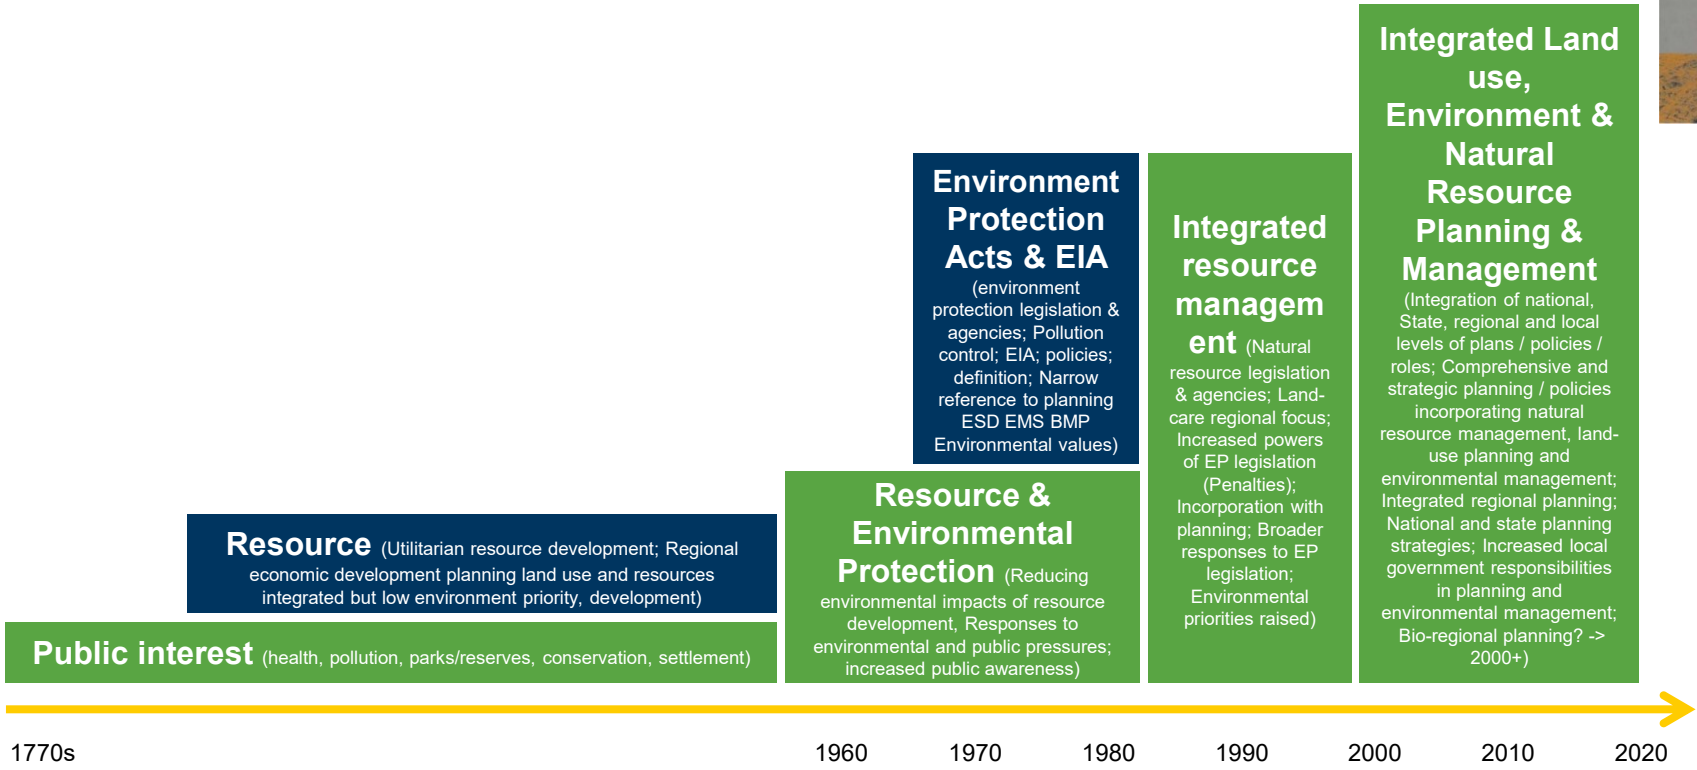 Integrated Land
use,
Environment &
Natural
Resource
Planning &
Management
(Integration of national,
State, regional and local
levels of plans / policies /
roles; Comprehensive and
strategic planning / policies
incorporating natural
resource management, land-
use planning and
environmental management;
Integrated regional planning;
National and state planning
strategies; Increased local
government responsibilities
in planning and
environmental management;
Bio-regional planning? ->
2000+)
Environment
Protection
Acts & EIA
(environment
protection legislation &
agencies; Pollution
control; EIA; policies;
definition; Narrow
reference to planning
ESD EMS BMP
Environmental values)
Integrated
resource
managem
ent (Natural
resource legislation
& agencies; Land-
care regional focus;
Increased powers
of EP legislation
(Penalties);
Incorporation with
planning; Broader
responses to EP
legislation;
Environmental
priorities raised)
Resource &
Environmental
Protection (Reducing
environmental impacts of resource
development, Responses to
environmental and public pressures;
increased public awareness)
Resource (Utilitarian resource development; Regional
economic development planning land use and resources
integrated but low environment priority, development)
Public interest (health, pollution, parks/reserves, conservation, settlement)
1770s 1960 1970 1980 1990 2000 2010 2020